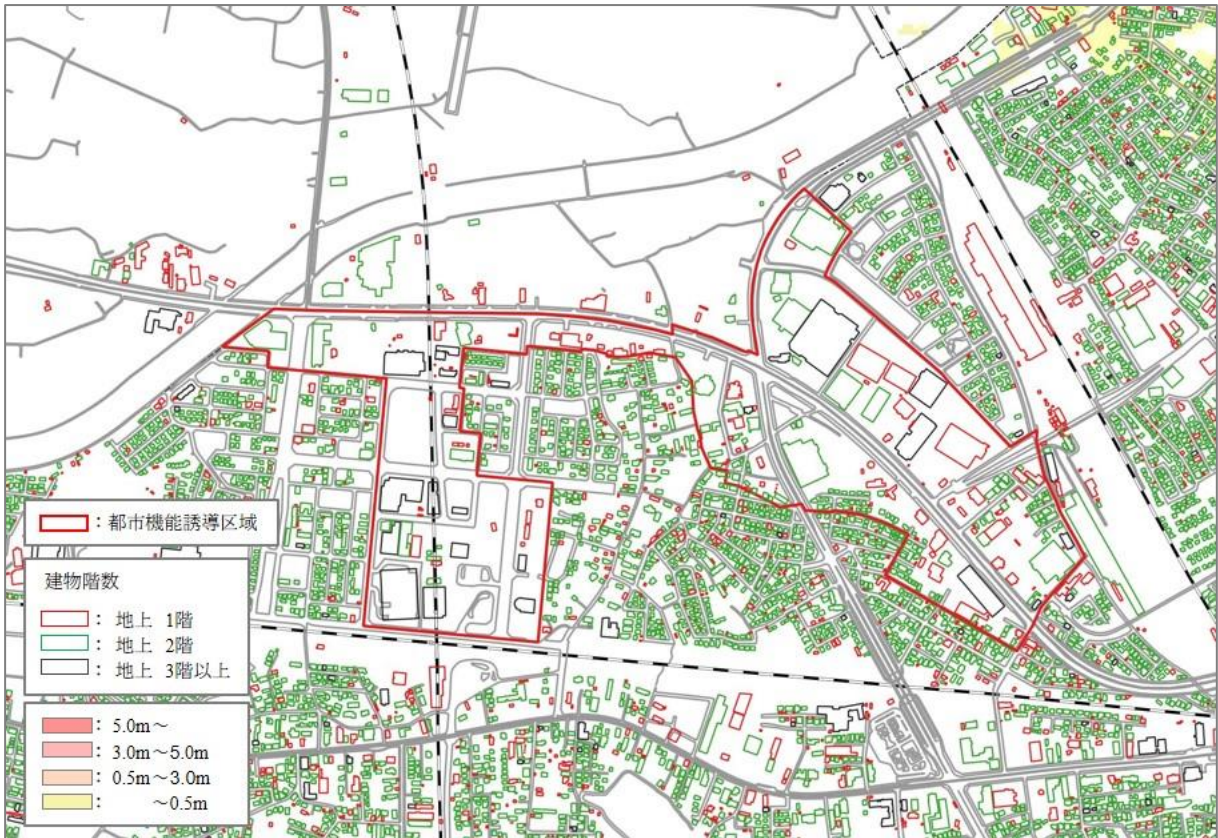 ：都市機能誘導区域
建物階数
：地上 1階
：地上 2階
：地上 3階以上
：5.0m～
：3.0m～5.0m
：0.5m～3.0m
：～0.5m